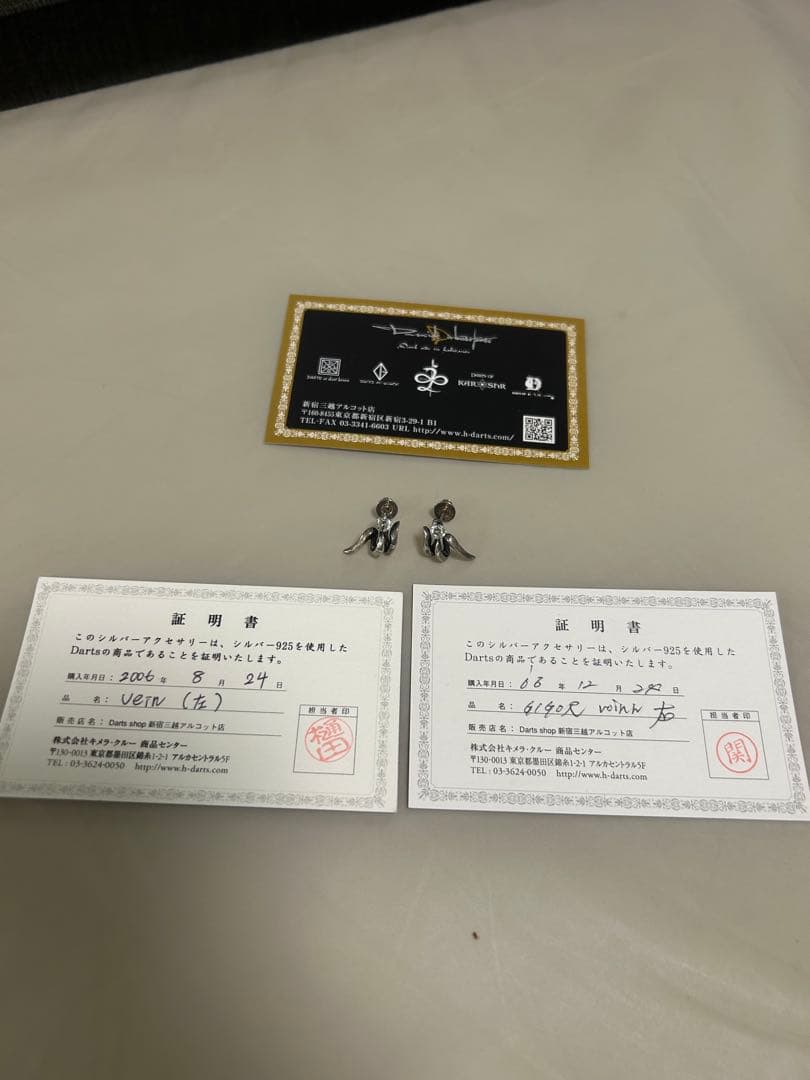 DAWN OF
KAR SHR
新宿三越アルコット店
〒160-8455東京都新宿区新宿3-29-1 B1
TEL-FAX 03-3341-6603 URL http://www.h-darts.com/
証明書
このシルバーアクセサリーは、シルバー925を使用した
Dartsの商品であることを証明いたします。
購入年月日：2006年 8月 24日
品 名：vein (左)
販売店名：Darts shop 新宿三越アルコット店
担当者印
樋口
株式会社キメラ・クルー 商品センター
〒130-0013 東京都墨田区錦糸1-2-1 アルカセントラル5F
TEL：03-3624-0050 http://www.h-darts.com
証明書
このシルバーアクセサリーは、シルバー925を使用した
Dartsの商品であることを証明いたします。
購入年月日： 年 12月 日
品 名： 右
販売店名：Darts shop 新宿三越アルコット店
担当者印
関
株式会社キメラ・クルー 商品センター
〒130-0013 東京都墨田区錦糸1-2-1 アルカセントラル5F
TEL：03-3624-0050 http://www.h-darts.com